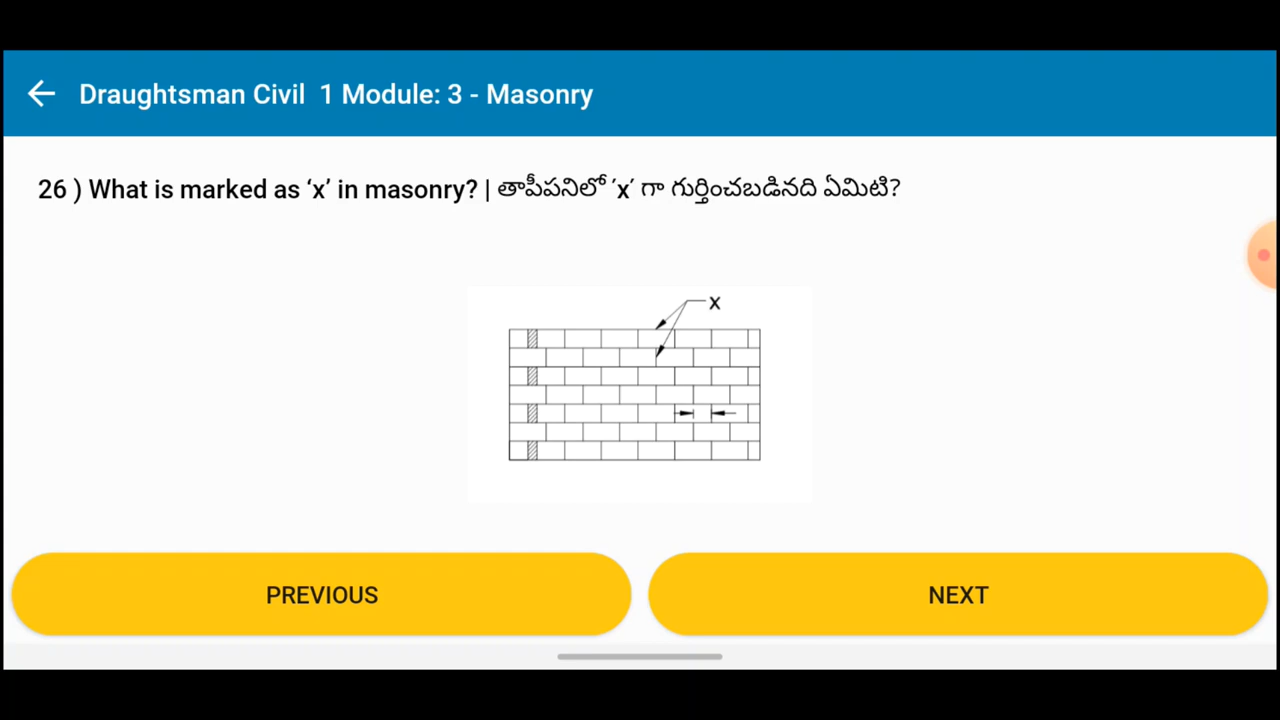 Draughtsman Civil 1 Module: 3 - Masonry
26 ) What is marked as ‘x’ in masonry? | తాపీపనిలో ‘x’ గా గుర్తించబడినది ఏమిటి?
X
PREVIOUS
NEXT